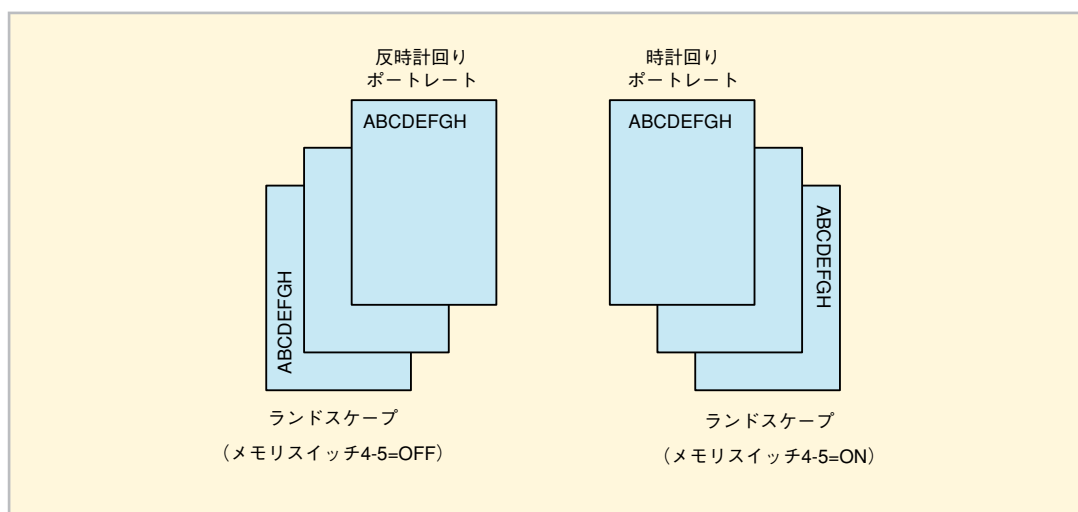 反時計回り
ポートレート
ABCDEFGH
ABCDEFGH
ランドスケープ
（メモリスイッチ4-5=OFF）
時計回り
ポートレート
ABCDEFGH
ABCDEFGH
ランドスケープ
（メモリスイッチ4-5=ON）